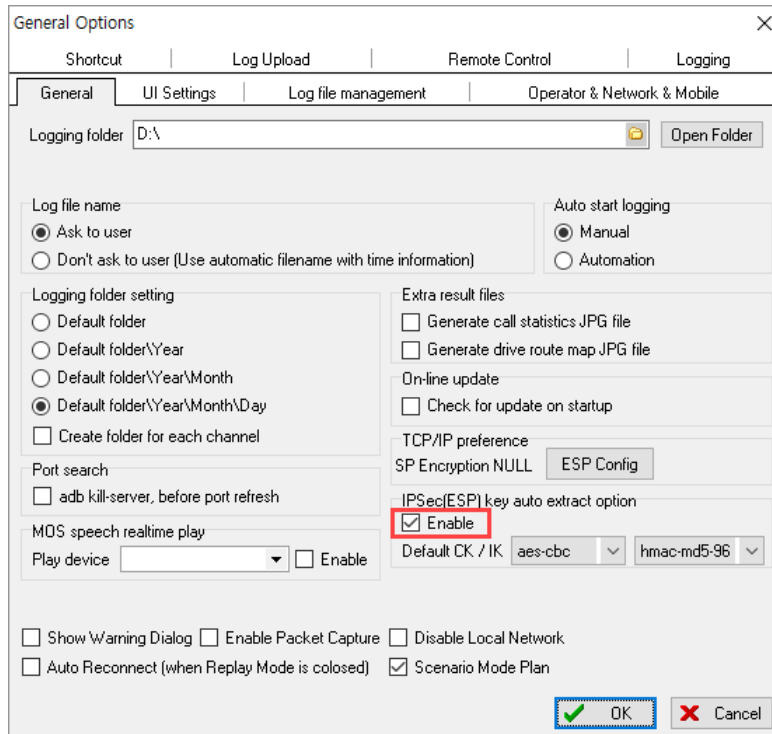 General Options
Shortcut Log Upload Remote Control Logging
General UI Settings Log file management Operator & Network & Mobile
Logging folder D:\ Open Folder
Log file name
Ask to user
Don't ask to user (Use automatic filename with time information)
Auto start logging
Manual
Automation
Logging folder setting
Default folder
Default folder\Year
Default folder\Year\Month
Default folder\Year\Month\Day
Create folder for each channel
Extra result files
Generate call statistics JPG file
Generate drive route map JPG file
On-line update
Check for update on startup
TCP/IP preference
SP Encryption NULL ESP Config
Port search
adb kill-server, before port refresh
IPSec(ESP) key auto extract option
Enable
Default CK / IK aes-cbc hmac-md5-96
MOS speech realtime play
Play device Enable
Show Warning Dialog Enable Packet Capture Disable Local Network
Auto Reconnect (when Replay Mode is colosed) Scenario Mode Plan
OK Cancel